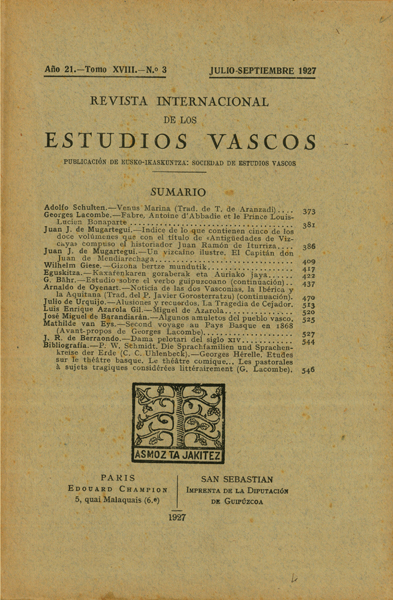 Año 21.—Tomo XVIII.—N.º 3 JULIO-SEPTIEMBRE 1927
REVISTA INTERNACIONAL
DE LOS
ESTUDIOS VASCOS
PUBLICACIÓN DE EUSKO-IKASKUNTZA: SOCIEDAD DE ESTUDIOS VASCOS
SUMARIO
Adolfo Schulten.—Venus Marina (Trad. de T. de Aranzadi).... 373
Georges Lacombe.—Fabre, Antoine d'Abbadie et le Prince Louis-
Lucien Bonaparte 381
Juan J. de Mugartegui.—Indice de lo que contienen cinco de los
doce volúmenes que con el título de «Antigüedades de Viz-
caya» compuso el historiador Juan Ramón de Iturriza 386
Juan J. de Mugartegui.—Un vizcaíno ilustre. El Capitán don
Juan de Mendiarechaga 409
Wilhelm Giese.—Gizona bertze mundutik 417
Eguskitza.—Kaxarenkuren goraberak eta Auriako jaya 422
G. Bähr.—Estudio sobre el verbo guipuzcoano (continuación).. 437
Arnaldo de Oyenart.—Noticia de las dos Vasconias, la Ibérica y
la Aquitana (Trad. del P. Javier Gorosterratzu) (continuación). 479
Julio de Urquijo.—Alusiones y recuerdos. La Tragedia de Cejador. 513
Luis Enrique Azarola Gil.—Miguel de Azarola 520
José Miguel de Barandiarán.—Algunos amuletos del pueblo vasco. 525
Mathilde van Eys.—Second voyage au Pays Basque en 1868
(Avant-propos de Georges Lacombe) 527
J. R. de Berraondo.—Dama pelotari del siglo XIV 544
Bibliografía.—P. W. Schmidt. Die Sprachfamilien und Sprachen-
kreise der Erde (C. C. Uhlenbeck).—Georges Hérelle. Etudes
sur le théâtre basque. Le théâtre comique... Les pastorales
à sujets tragiques considérées littérairement (G. Lacombe). 546
ASMOZ TA JAKITEZ
PARIS
EDOUARD CHAMPION
5, quai Malaquais (6.º)
SAN SEBASTIAN
IMPRENTA DE LA DIPUTACIÓN
DE GUIPÚZCOA
1927